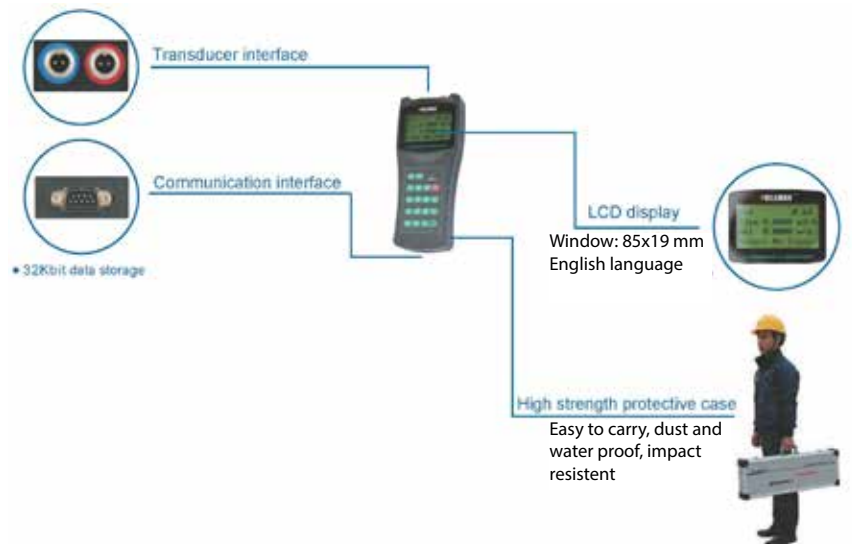 Transducer interface
Communication interface
• 32Kbit data storage
LCD display
Window: 85x19 mm
English language
High strength protective case
Easy to carry, dust and
water proof, impact
resistent